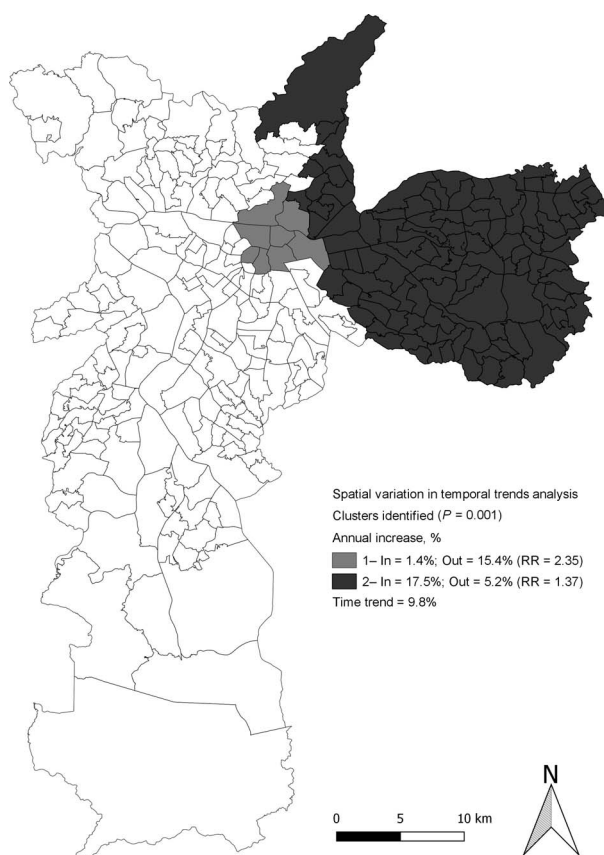 Spatial variation in temporal trends analysis
Clusters identified (P = 0.001)
Annual increase, %
1– In = 1.4%; Out = 15.4% (RR = 2.35)
2– In = 17.5%; Out = 5.2% (RR = 1.37)
Time trend = 9.8%
N
0 5 10 km